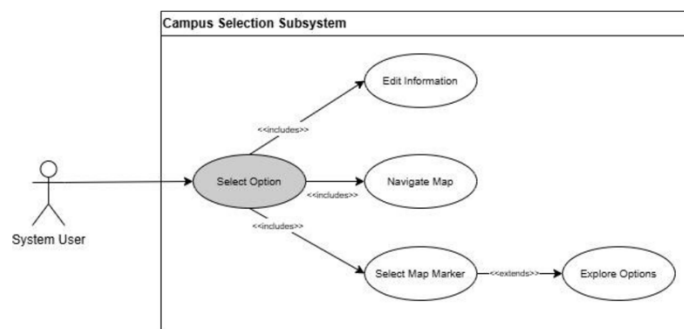 Campus Selection Subsystem
Edit Information
<<includes>>
Select Option
<<includes>>
Navigate Map
<<includes>>
System User
Select Map Marker
<<extends>>
Explore Options